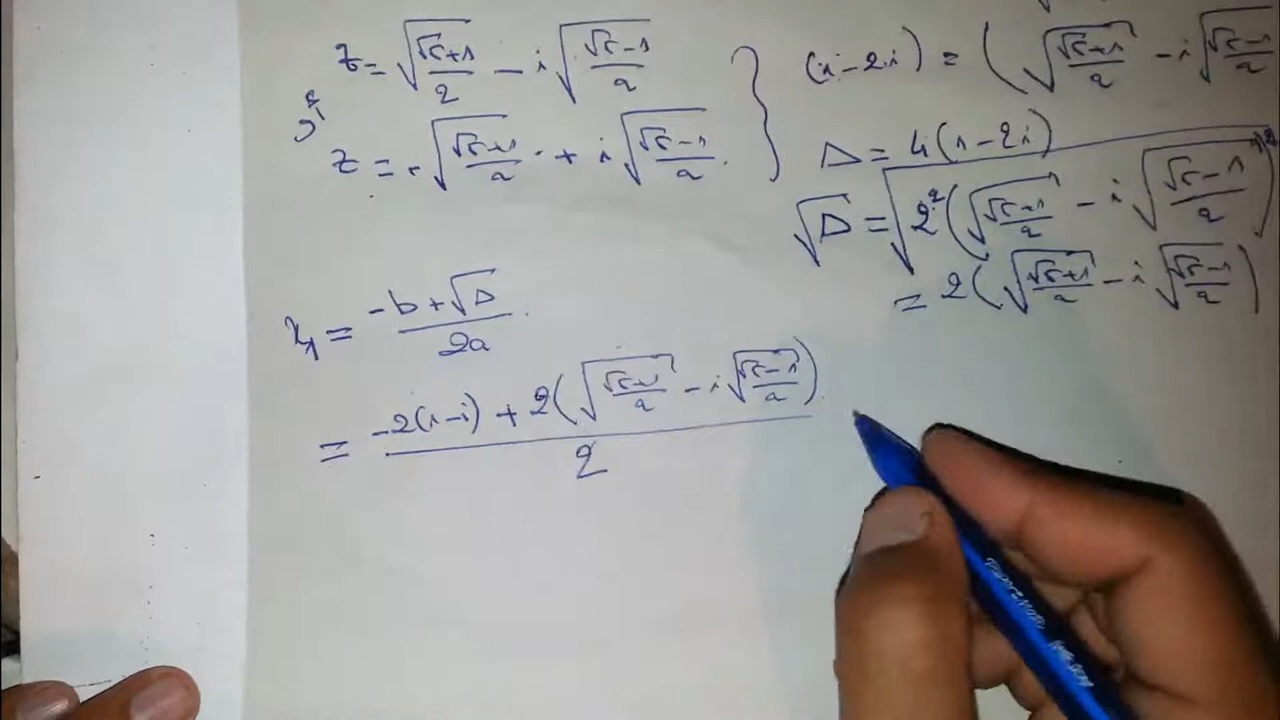 z = √((√5+1)/2) - i√((√5-1)/2)
z = -√((√5+1)/2) + i√((√5-1)/2)
(1-2i) = (√((√5+1)/2) - i√((√5-1)/2)
Δ = 4(1-2i)
√Δ = √(2²(√((√5+1)/2) - i√((√5-1)/2))²)
= 2(√((√5+1)/2) - i√((√5-1)/2))
z₁ = (-b+√Δ)/2a
= (-2(1-i) + 2(√((√5+1)/2) - i√((√5-1)/2)))/2